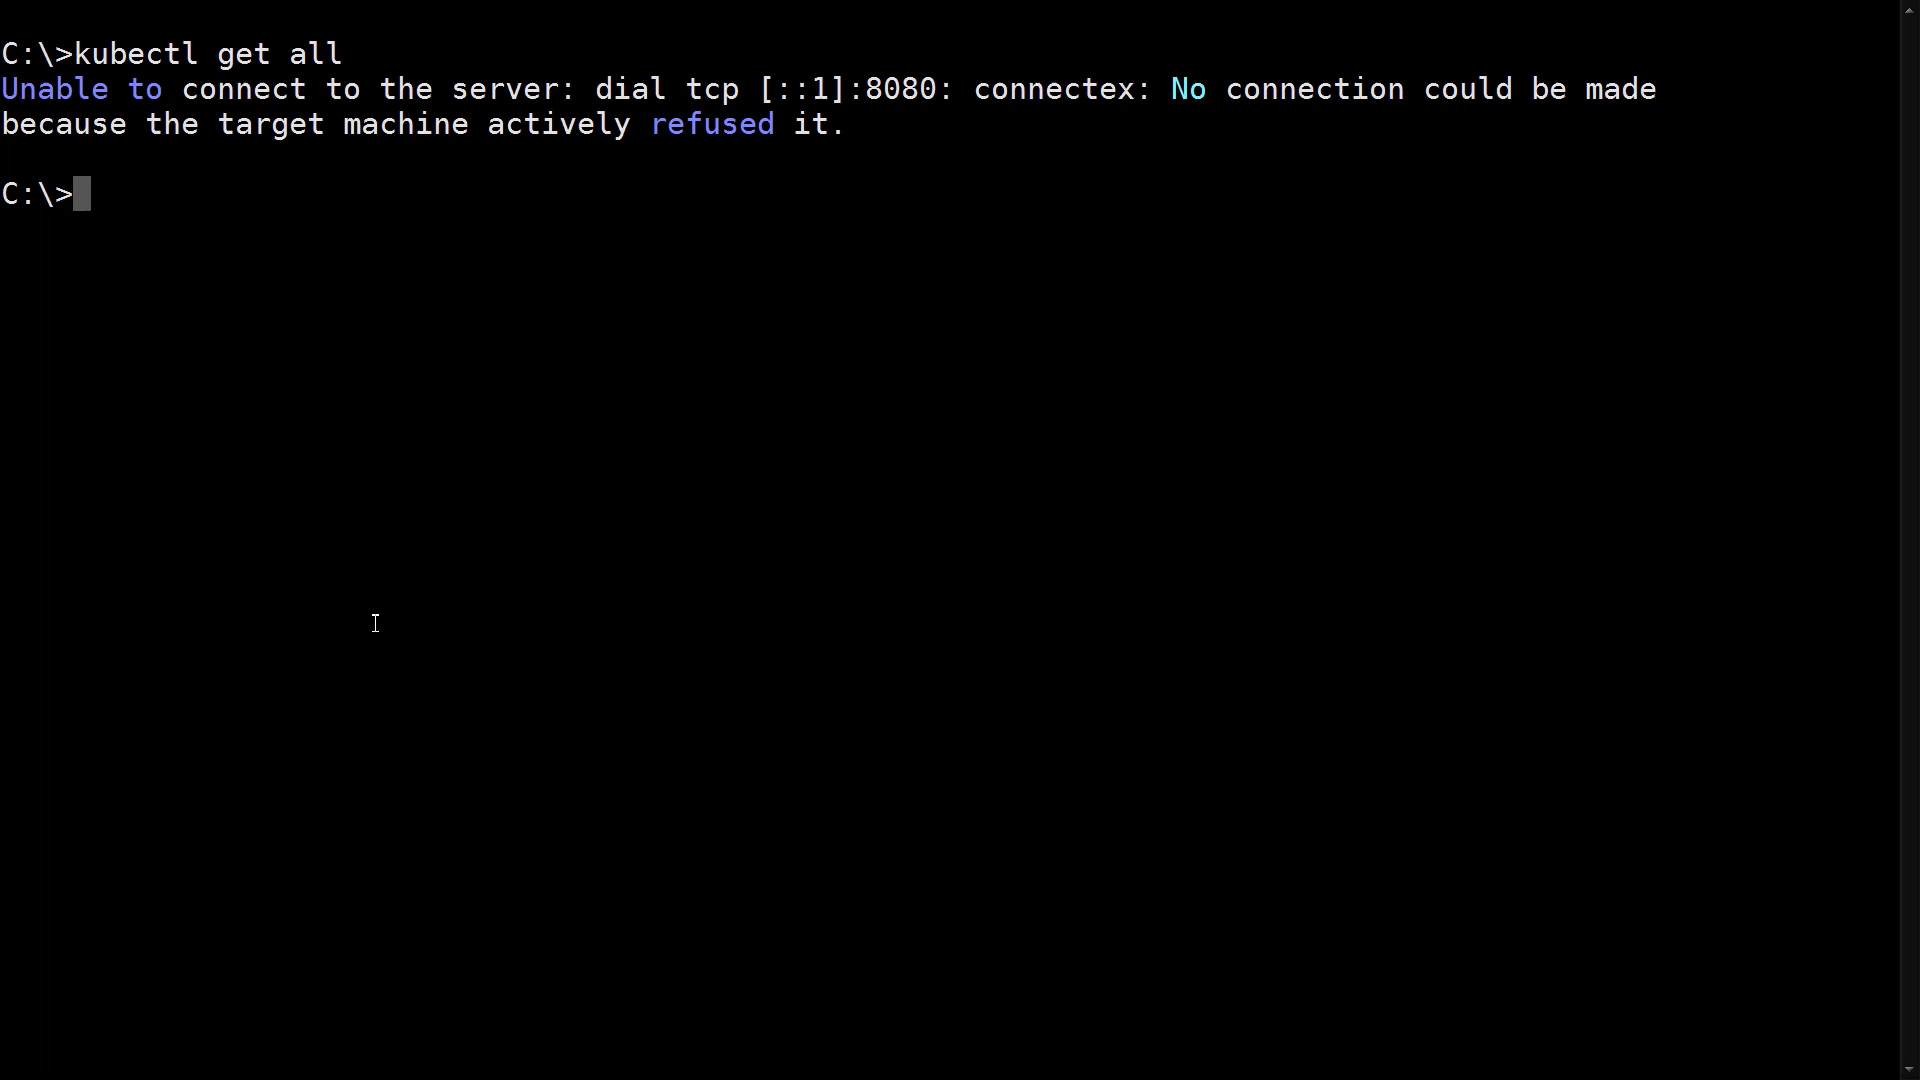 C:\>kubectl get all
Unable to connect to the server: dial tcp [::1]:8080: connectex: No connection could be made
because the target machine actively refused it.
C:\>